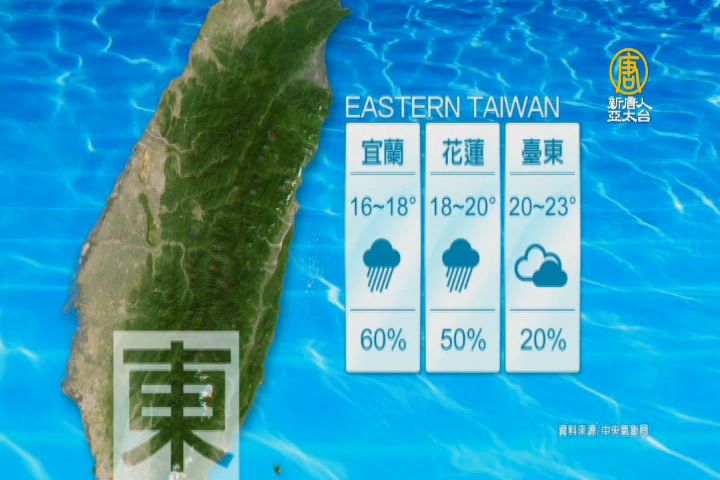 唐
新唐人
亞太台
EASTERN TAIWAN
宜蘭 花蓮 臺東
16~18° 18~20° 20~23°
60% 50% 20%
東
資料來源/中央氣象局